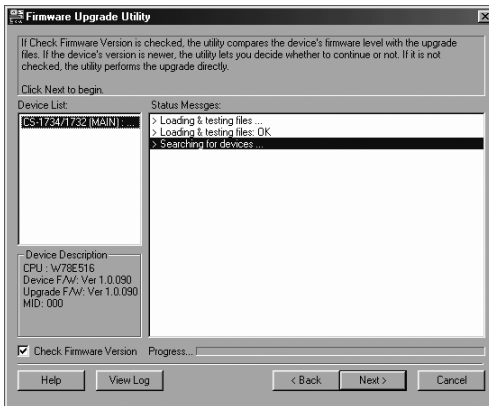 Firmware Upgrade Utility
If Check Firmware Version is checked, the utility compares the device's firmware level with the upgrade
files. If the device's version is newer, the utility lets you decide whether to continue or not. If it is not
checked, the utility performs the upgrade directly.
Click Next to begin.
Device List:
Status Messges:
CS-1734/1732 (MAIN) : ...
> Loading & testing files ...
> Loading & testing files: OK
> Searching for devices ...
Device Description
CPU : W78E516
Device F/W: Ver 1.0.090
Upgrade F/W: Ver 1.0.090
MID: 000
Check Firmware Version
Progress...
Help
View Log
< Back
Next >
Cancel